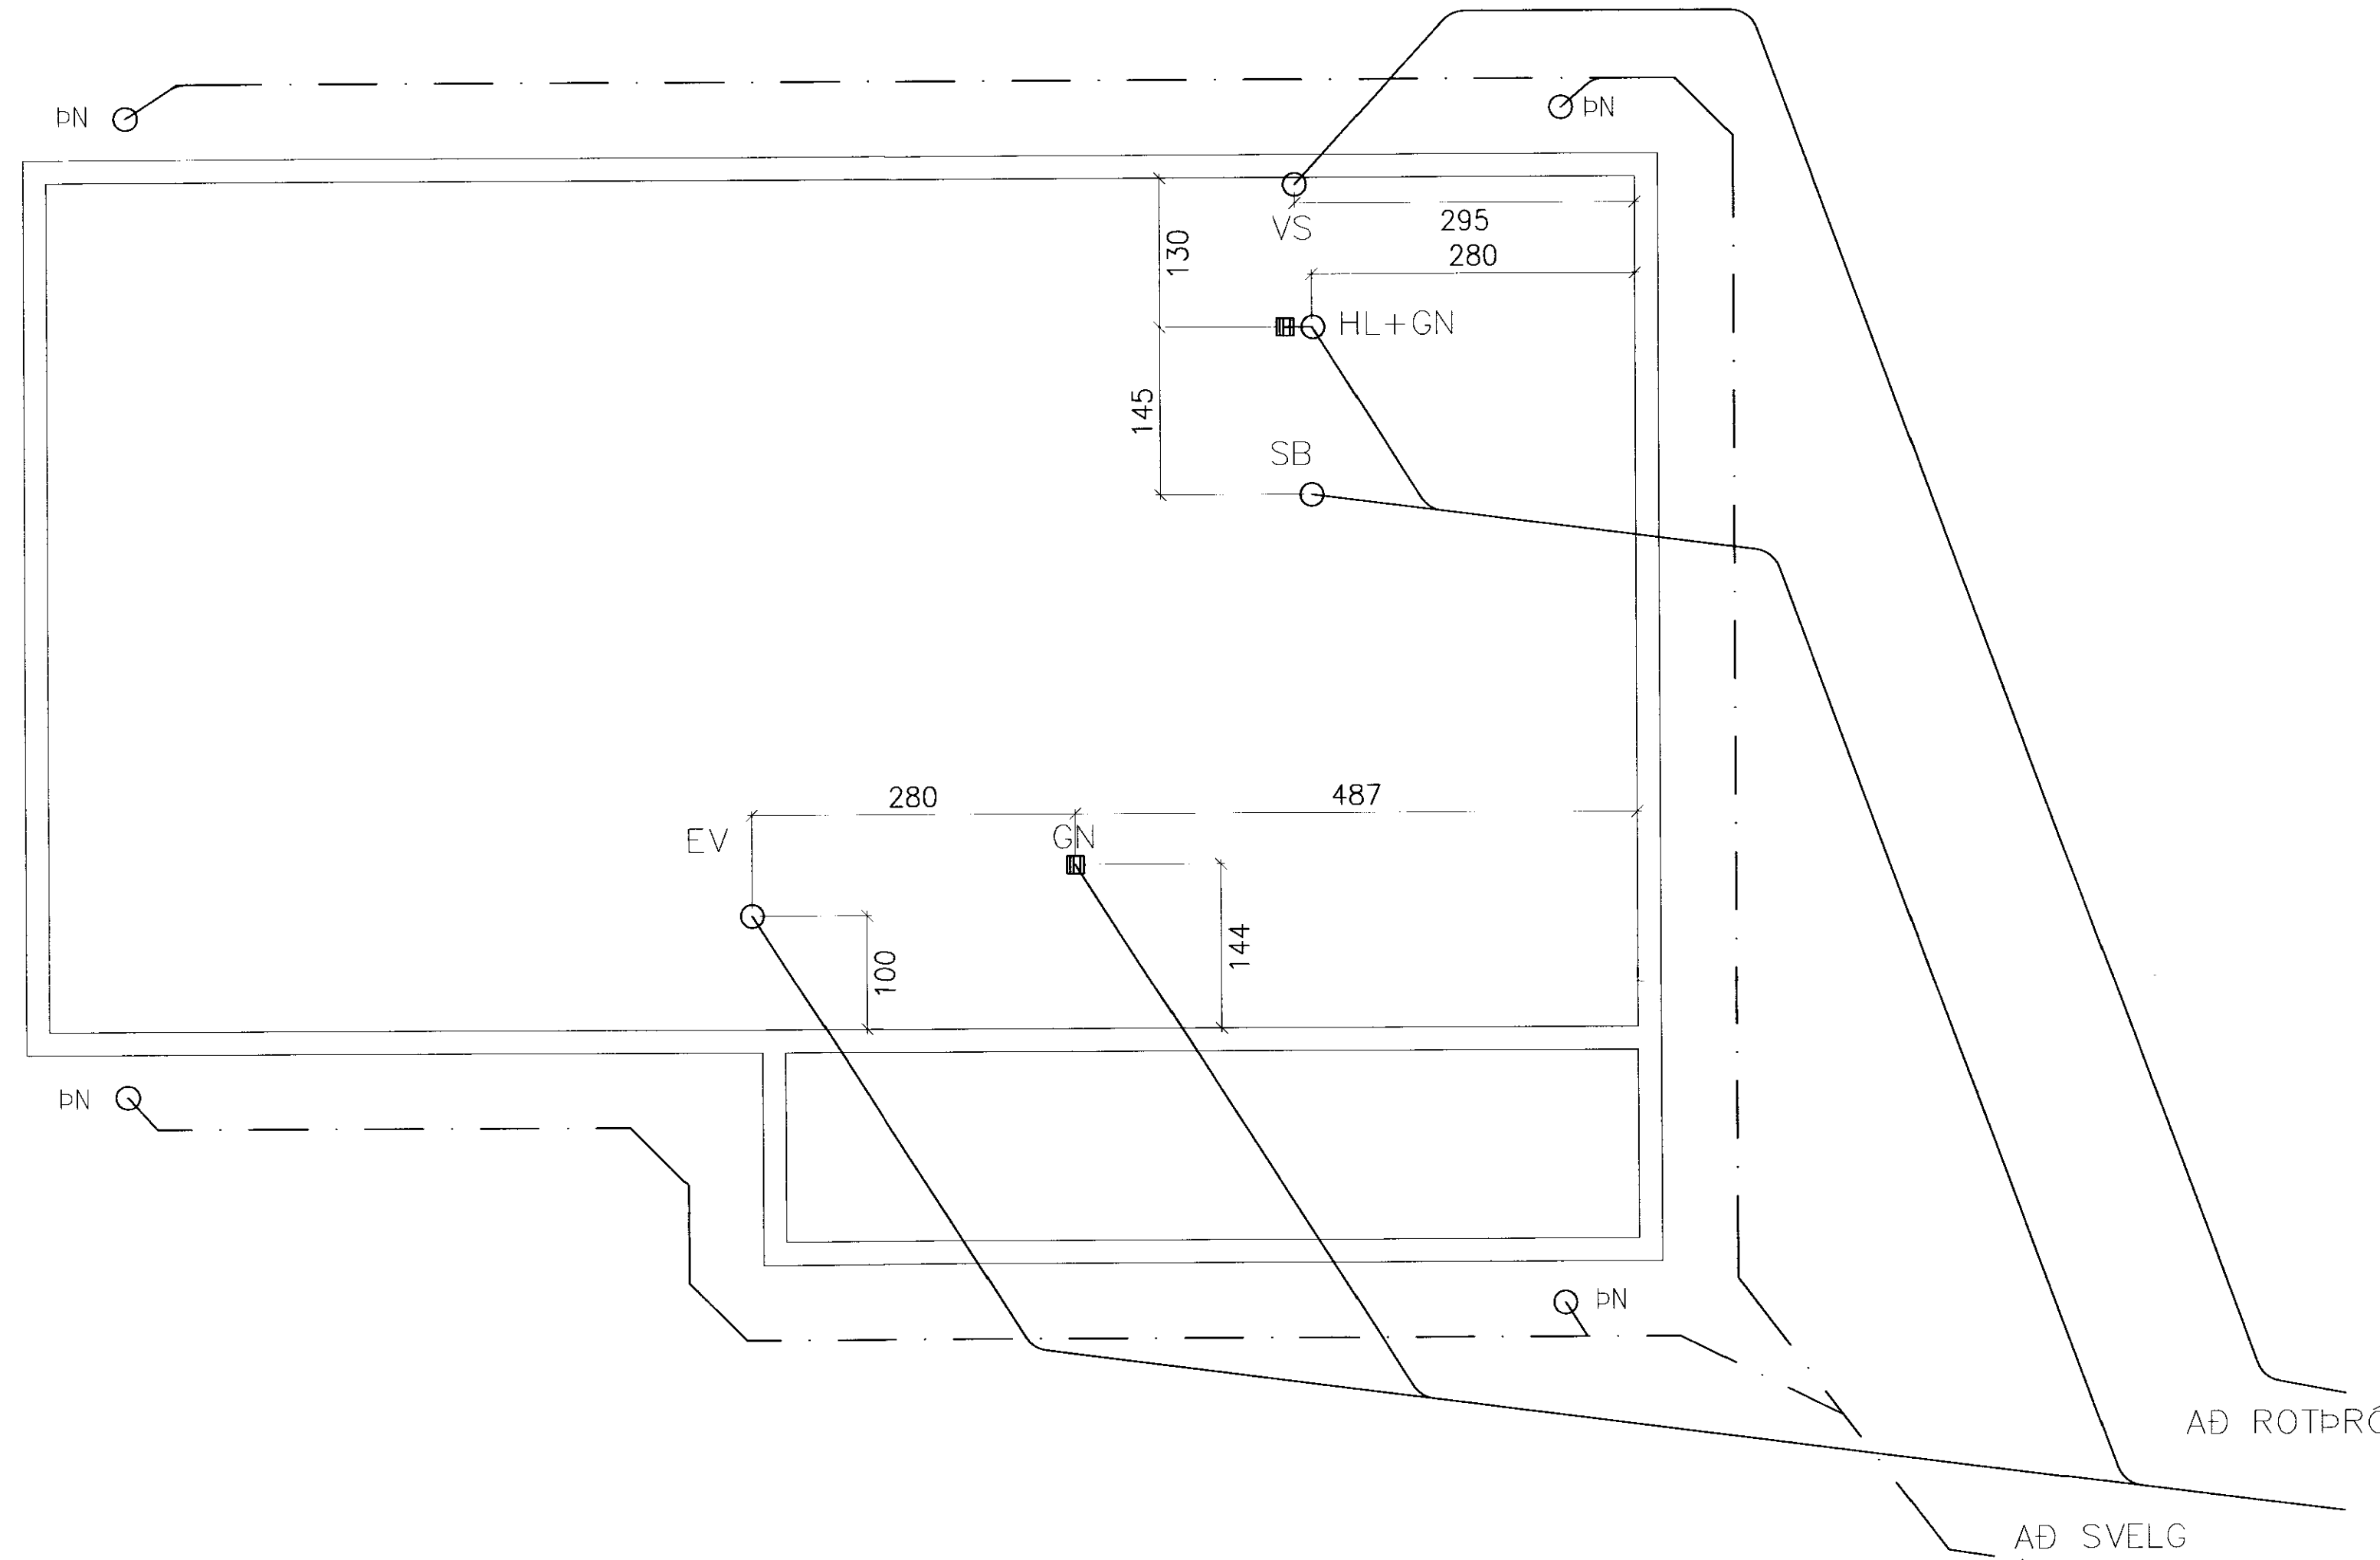 ÞN
ÞN
VS
295
280
130
HL+GN
145
SB
280
487
EV
GN
100
144
ÞN
ÞN
AÐ ROTÞRÓ
AÐ SVELG